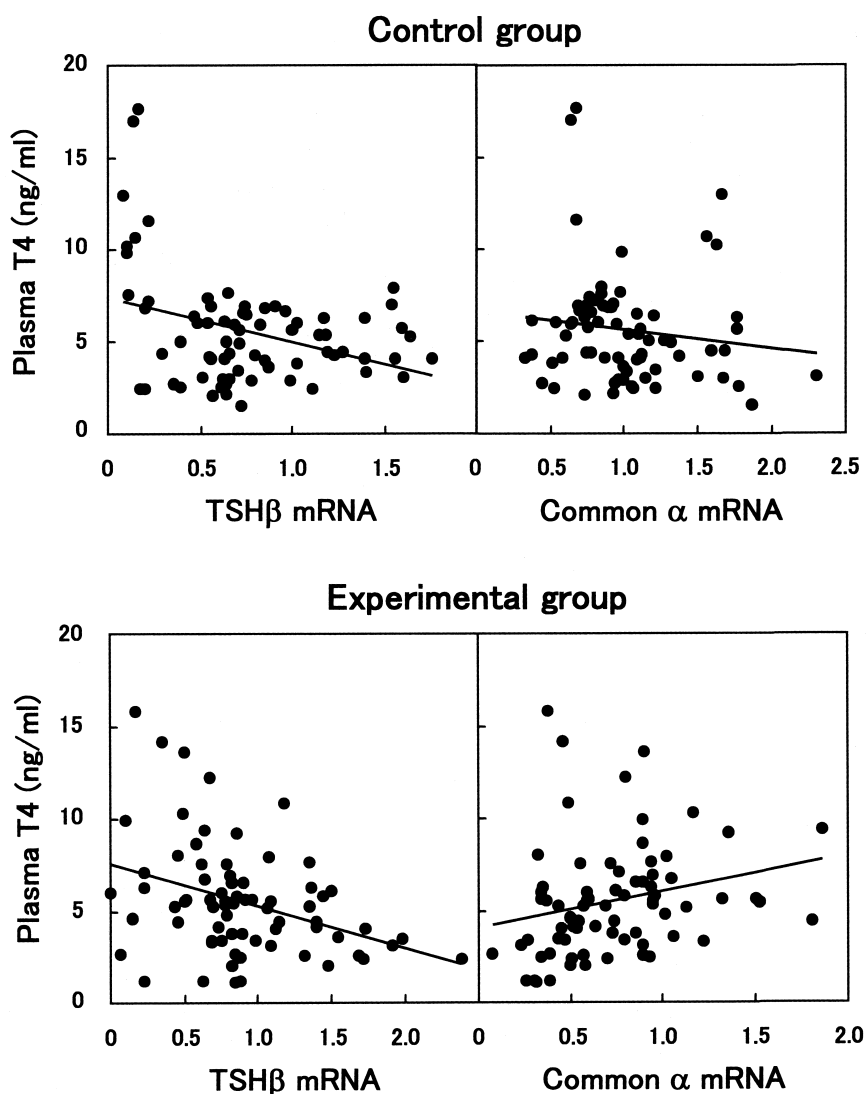 Control group
Plasma T4 (ng/ml)
20
15
10
5
0
0 0.5 1.0 1.5
0 0.5 1.0 1.5 2.0 2.5
TSHβ mRNA
Common α mRNA
Experimental group
Plasma T4 (ng/ml)
20
15
10
5
0
0 0.5 1.0 1.5 2.0
0 0.5 1.0 1.5 2.0
TSHβ mRNA
Common α mRNA